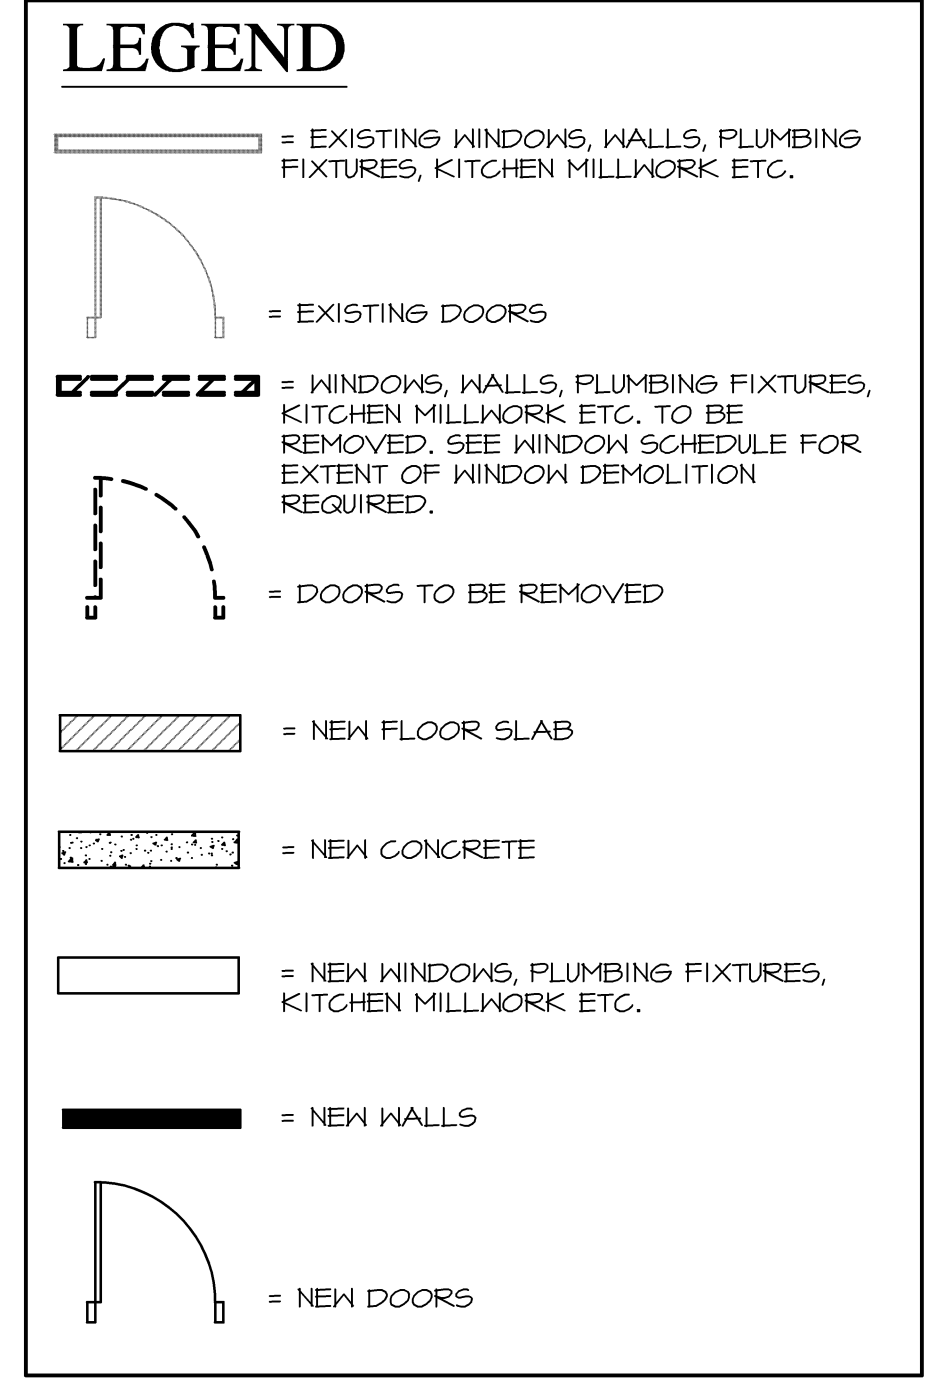 LEGEND
= EXISTING WINDOWS, WALLS, PLUMBING
FIXTURES, KITCHEN MILLWORK ETC.
= EXISTING DOORS
= WINDOWS, WALLS, PLUMBING FIXTURES,
KITCHEN MILLWORK ETC. TO BE
REMOVED. SEE WINDOW SCHEDULE FOR
EXTENT OF WINDOW DEMOLITION
REQUIRED.
= DOORS TO BE REMOVED
= NEW FLOOR SLAB
= NEW CONCRETE
= NEW WINDOWS, PLUMBING FIXTURES,
KITCHEN MILLWORK ETC.
= NEW WALLS
= NEW DOORS